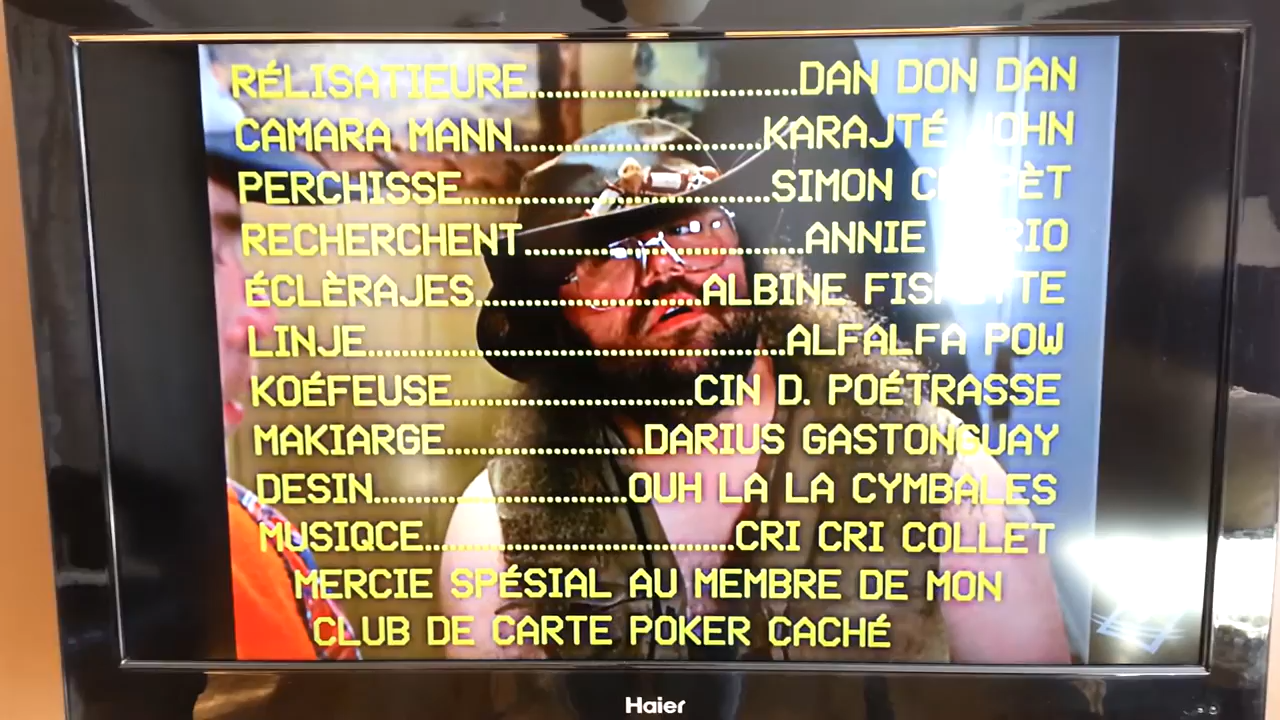 RÉLISATIEURE...........................DAN DON DAN
CAMARA MANN.........................KARAJTÉ JOHN
PERCHISSE...............................SIMON
RECHERCHENT............................ANNIE
ÉCLÈRAJES.......................ALBINE
LINJE..........................................ALFALFA POW
KOÉFEUSE........................CIN D. POÉTRASSE
MAKIARGE....................DARIUS GASTONGUAY
DESIN.........................OUH LA LA CYMBALES
MUSIQCE...............................CRI CRI COLLET
MERCIE SPÉSIAL AU MEMBRE DE MON
CLUB DE CARTE POKER CACHÉ
Haier